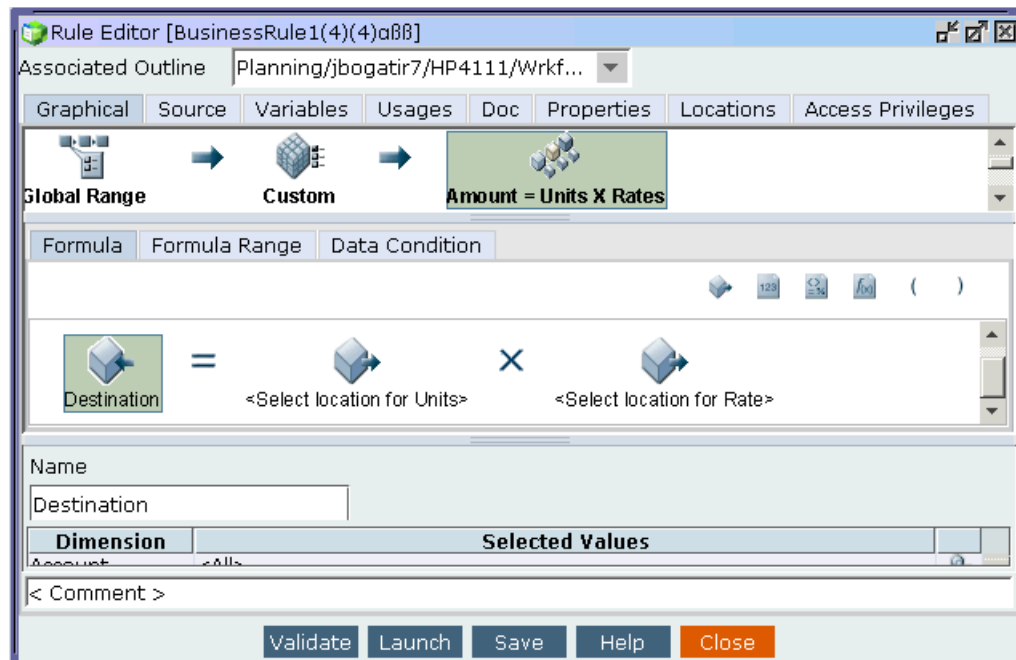 Rule Editor [BusinessRule1(4)(4)αßß]
Associated Outline Planning/jbogatir7/HP4111/Wrkf...
Graphical Source Variables Usages Doc Properties Locations Access Privileges
Global Range Custom Amount = Units X Rates
Formula Formula Range Data Condition
123 f(x) ( )
= ×
Destination <Select location for Units> <Select location for Rate>
Name
Destination
Dimension Selected Values
Account <All>
< Comment >
Validate Launch Save Help Close